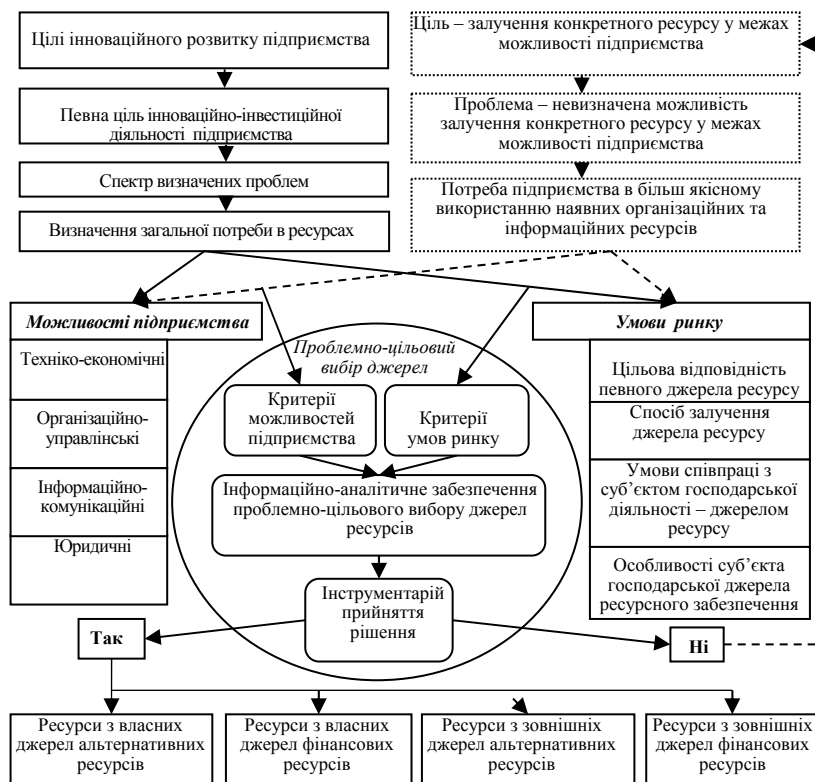 Цілі інноваційного розвитку підприємства
Певна ціль інноваційно-інвестиційної
діяльності підприємства
Спектр визначених проблем
Визначення загальної потреби в ресурсах
Ціль – залучення конкретного ресурсу у межах
можливості підприємства
Проблема – невизначена можливість
залучення конкретного ресурсу у межах
можливості підприємства
Потреба підприємства в більш якісному
використанню наявних організаційних та
інформаційних ресурсів
Можливості підприємства
Техніко-економічні
Організаційно-
управлінські
Інформаційно-
комунікаційні
Юридичні
Проблемно-цільовий
вибір джерел
Критерії
можливостей
підприємства
Критерії
умов ринку
Інформаційно-аналітичне забезпечення
проблемно-цільового вибору джерел
ресурсів
Інструментарій
прийняття
рішення
Умови ринку
Цільова відповідність
певного джерела ресурсу
Спосіб залучення
джерела ресурсу
Умови співпраці з
суб’єктом господарської
діяльності – джерелом
ресурсу
Особливості суб’єкта
господарської джерела
ресурсного забезпечення
Так
Ні
Ресурси з власних
джерел альтернативних
ресурсів
Ресурси з власних
джерел фінансових
ресурсів
Ресурси з зовнішніх
джерел альтернативних
ресурсів
Ресурси з зовнішніх
джерел фінансових
ресурсів